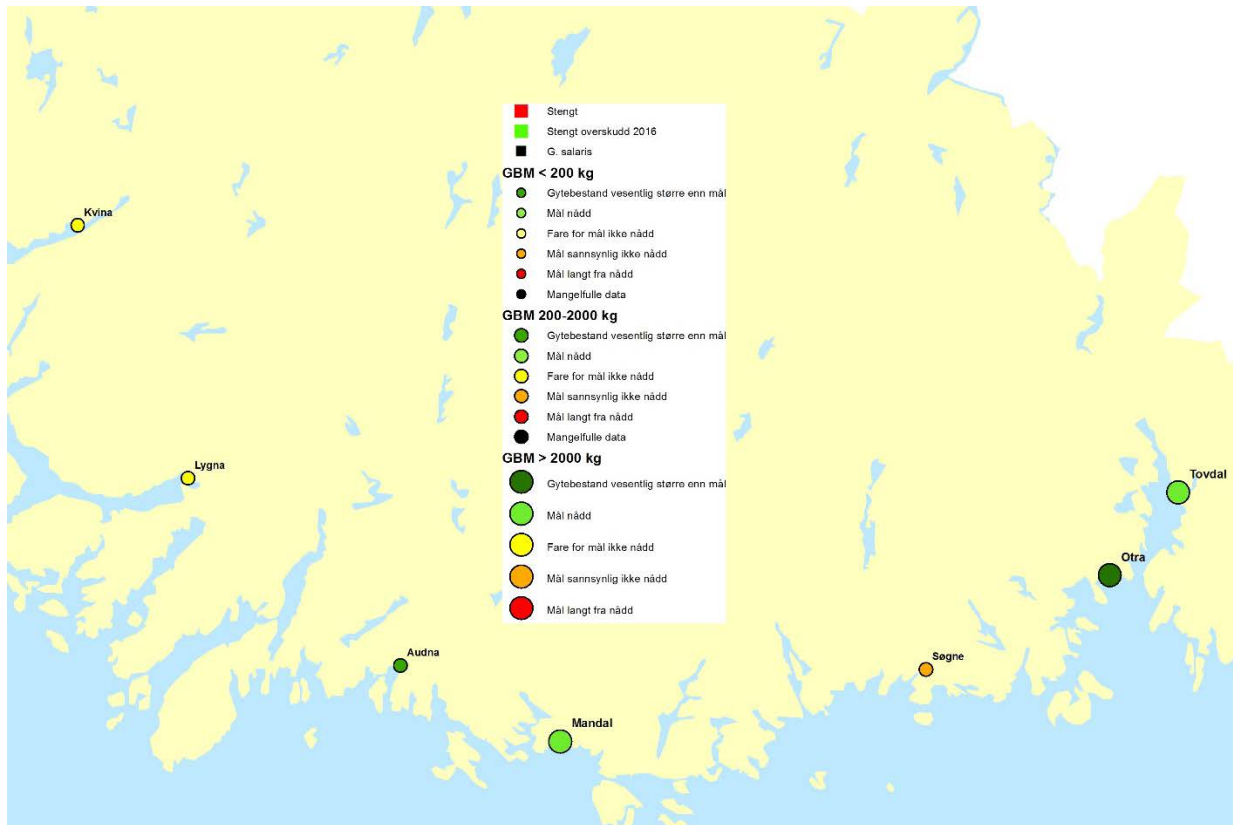 Stengt
Stengt overskudd 2016
G. salaris
GBM < 200 kg
Gytebestand vesentlig større enn mål
Mål nådd
Fare for mål ikke nådd
Mål sannsynlig ikke nådd
Mål langt fra nådd
Mangelfulle data
GBM 200-2000 kg
Gytebestand vesentlig større enn mål
Mål nådd
Fare for mål ikke nådd
Mål sannsynlig ikke nådd
Mål langt fra nådd
Mangelfulle data
GBM > 2000 kg
Gytebestand vesentlig større enn mål
Mål nådd
Fare for mål ikke nådd
Mål sannsynlig ikke nådd
Mål langt fra nådd
Kvina
Lygna
Tovdal
Otra
Audna
Søgne
Mandal